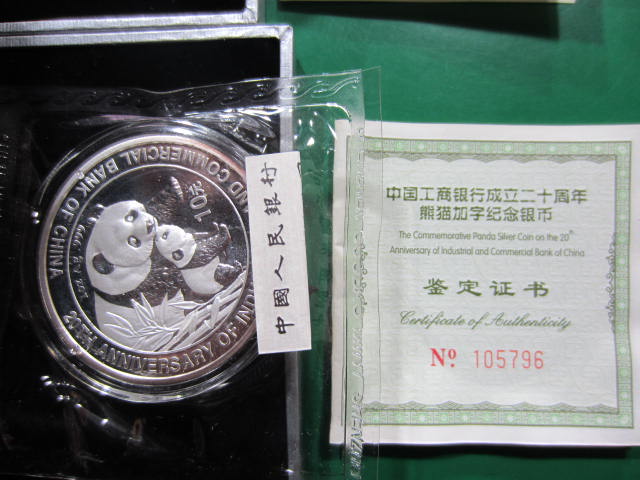 20TH ANNIVERSARY OF INDU
AND COMMERCIAL BANK OF CHINA
10元
中國人民銀行
中国工商银行成立二十周年
熊猫加字纪念银币
The Commemorative Panda Silver Coin on the 20th
Anniversary of Industrial and Commercial Bank of China
鉴定证书
Certificate of Authenticity
Nº 105796